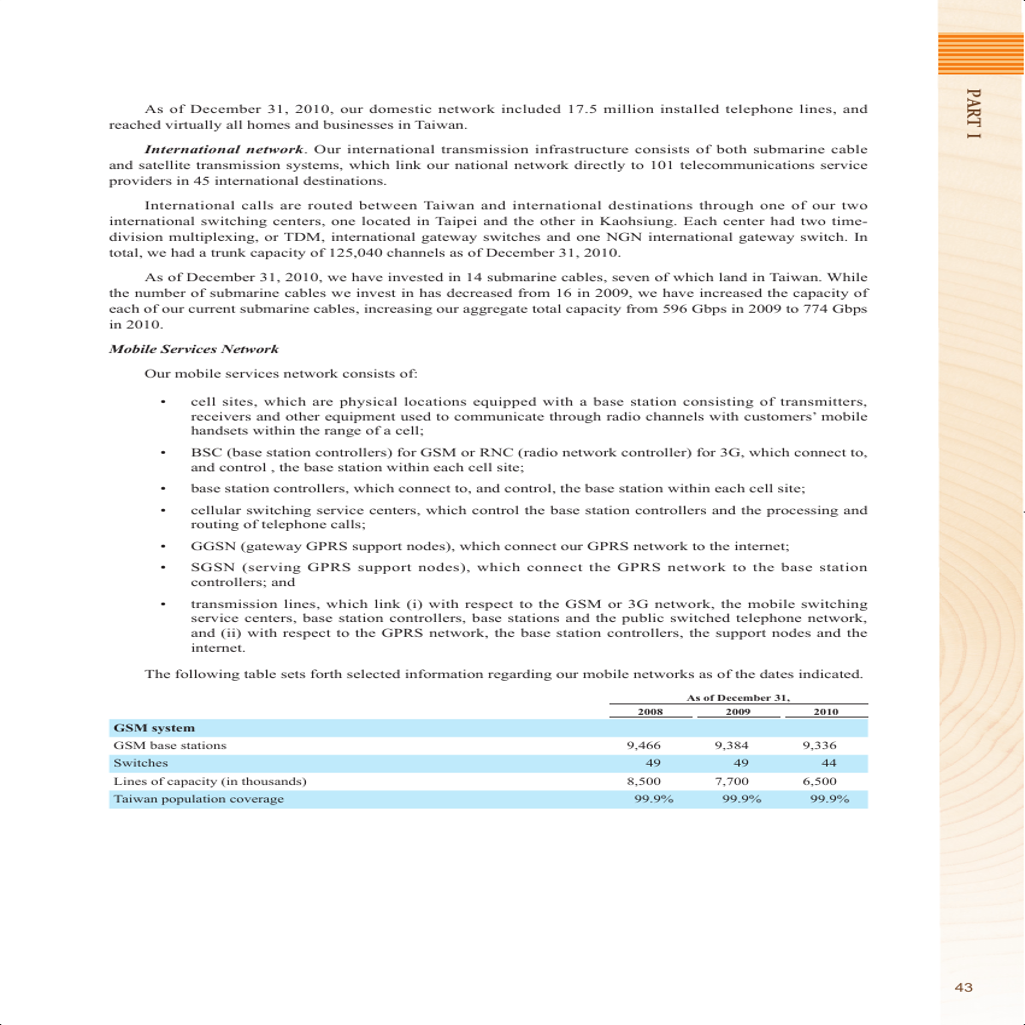 PART I
As of December 31, 2010, our domestic network included 17.5 million installed telephone lines, and
reached virtually all homes and businesses in Taiwan.
International network. Our international transmission infrastructure consists of both submarine cable
and satellite transmission systems, which link our national network directly to 101 telecommunications service
providers in 45 international destinations.
International calls are routed between Taiwan and international destinations through one of our two
international switching centers, one located in Taipei and the other in Kaohsiung. Each center had two time-
division multiplexing, or TDM, international gateway switches and one NGN international gateway switch. In
total, we had a trunk capacity of 125,040 channels as of December 31, 2010.
As of December 31, 2010, we have invested in 14 submarine cables, seven of which land in Taiwan. While
the number of submarine cables we invest in has decreased from 16 in 2009, we have increased the capacity of
each of our current submarine cables, increasing our aggregate total capacity from 596 Gbps in 2009 to 774 Gbps
in 2010.
Mobile Services Network
Our mobile services network consists of:
• cell sites, which are physical locations equipped with a base station consisting of transmitters,
receivers and other equipment used to communicate through radio channels with customers’ mobile
handsets within the range of a cell;
• BSC (base station controllers) for GSM or RNC (radio network controller) for 3G, which connect to,
and control , the base station within each cell site;
• base station controllers, which connect to, and control, the base station within each cell site;
• cellular switching service centers, which control the base station controllers and the processing and
routing of telephone calls;
• GGSN (gateway GPRS support nodes), which connect our GPRS network to the internet;
• SGSN (serving GPRS support nodes), which connect the GPRS network to the base station
controllers; and
• transmission lines, which link (i) with respect to the GSM or 3G network, the mobile switching
service centers, base station controllers, base stations and the public switched telephone network,
and (ii) with respect to the GPRS network, the base station controllers, the support nodes and the
internet.
The following table sets forth selected information regarding our mobile networks as of the dates indicated.
As of December 31,
2008 2009 2010
GSM system
GSM base stations 9,466 9,384 9,336
Switches 49 49 44
Lines of capacity (in thousands) 8,500 7,700 6,500
Taiwan population coverage 99.9% 99.9% 99.9%
43